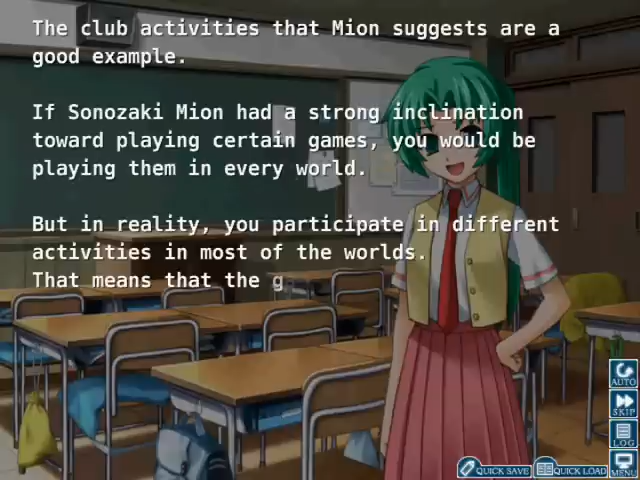 The club activities that Mion suggests are a
good example.
If Sonozaki Mion had a strong inclination
toward playing certain games, you would be
playing them in every world.
But in reality, you participate in different
activities in most of the worlds.
That means that the g
AUTO
SKIP
LOG
MENU
QUICK SAVE
QUICK LOAD